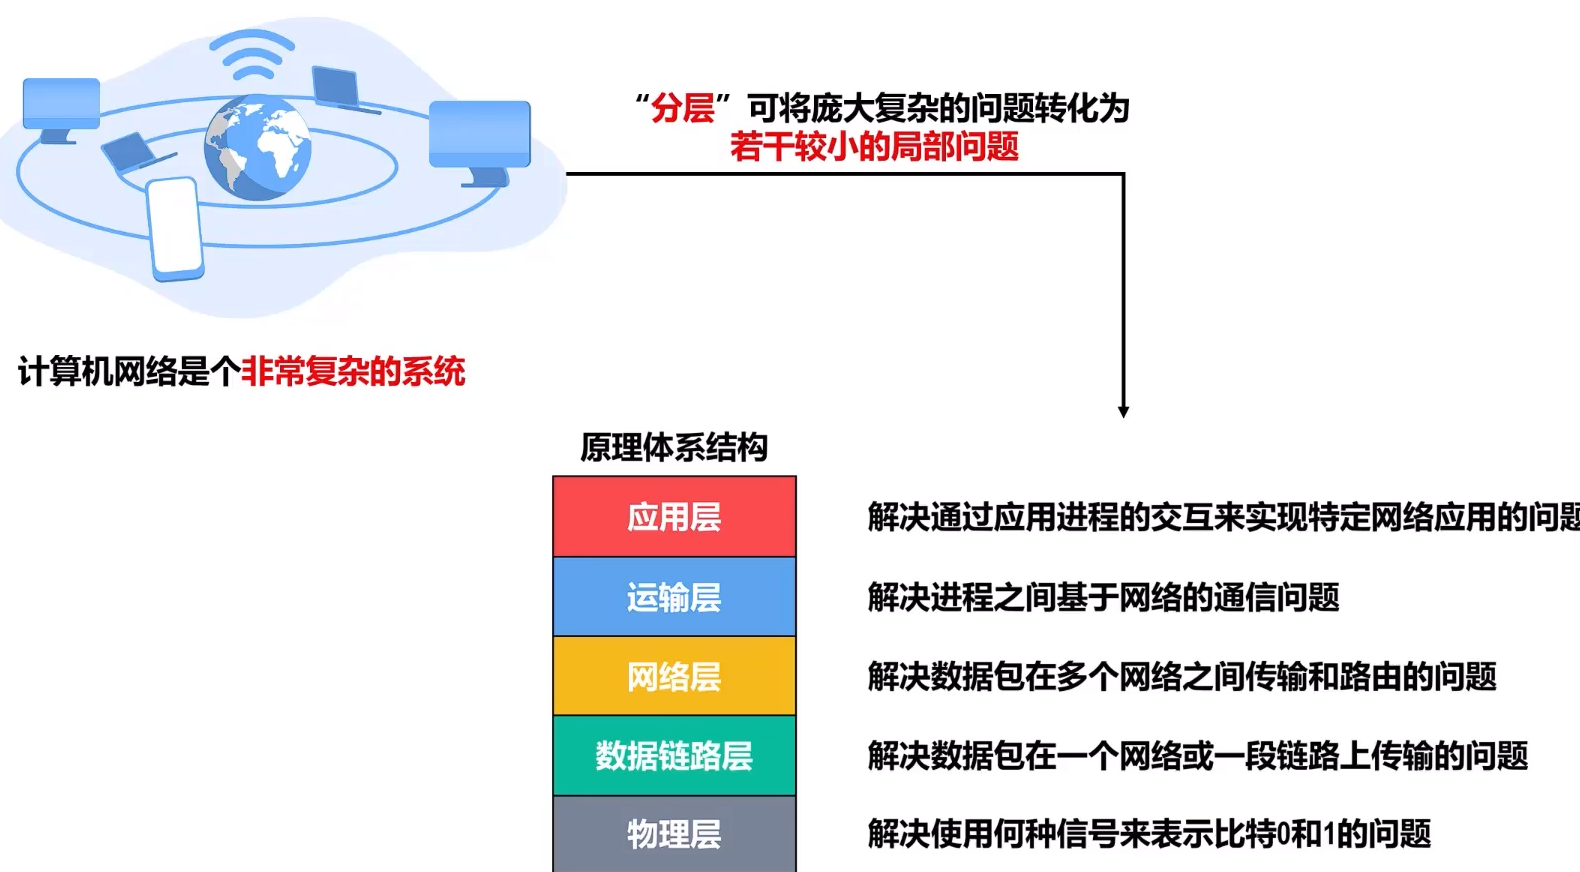 “分层”可将庞大复杂的问题转化为
若干较小的局部问题
计算机网络是个非常复杂的系统
原理体系结构
应用层
解决通过应用进程的交互来实现特定网络应用的问题
运输层
解决进程之间基于网络的通信问题
网络层
解决数据包在多个网络之间传输和路由的问题
数据链路层
解决数据包在一个网络或一段链路上传输的问题
物理层
解决使用何种信号来表示比特0和1的问题